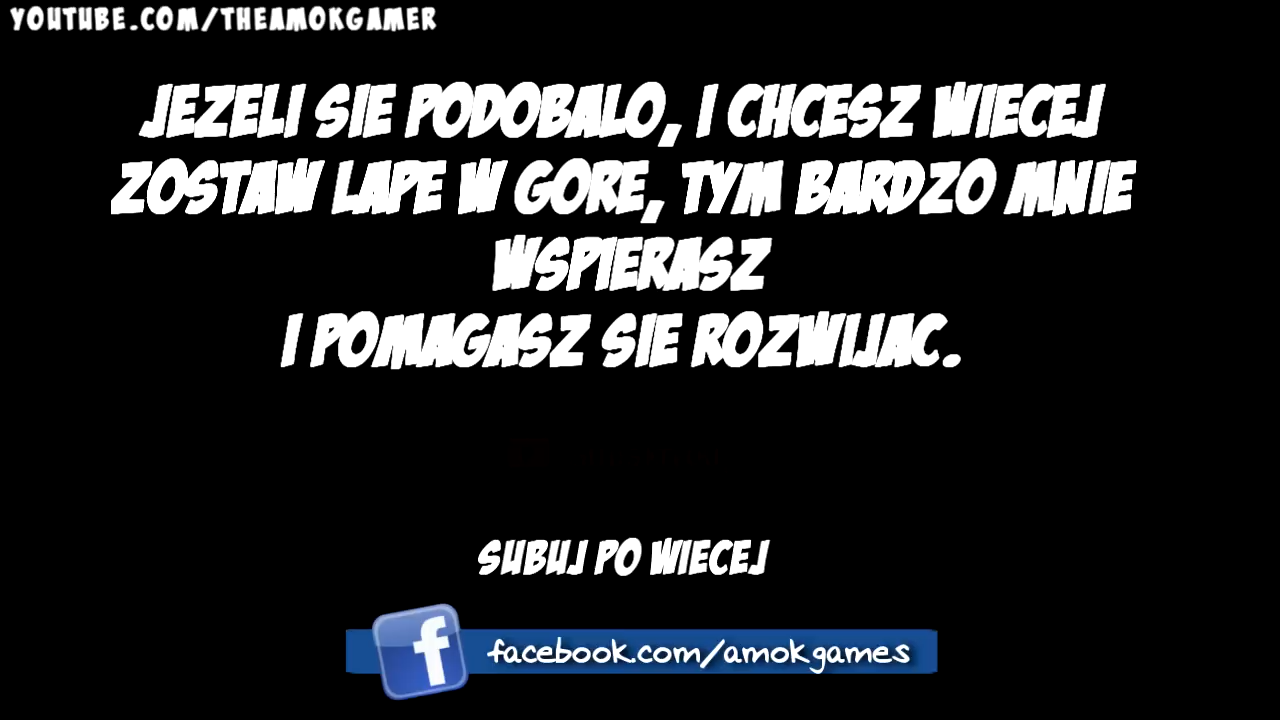 YOUTUBE.COM/THEAMOKGAMER
JEZELI SIE PODOBALO, I CHCESZ WIECEJ
ZOSTAW LAPE W GORE, TYM BARDZO MNIE
WSPIERASZ
I POMAGASZ SIE ROZWIJAC.
SUBUJ PO WIECEJ
facebook.com/amokgames